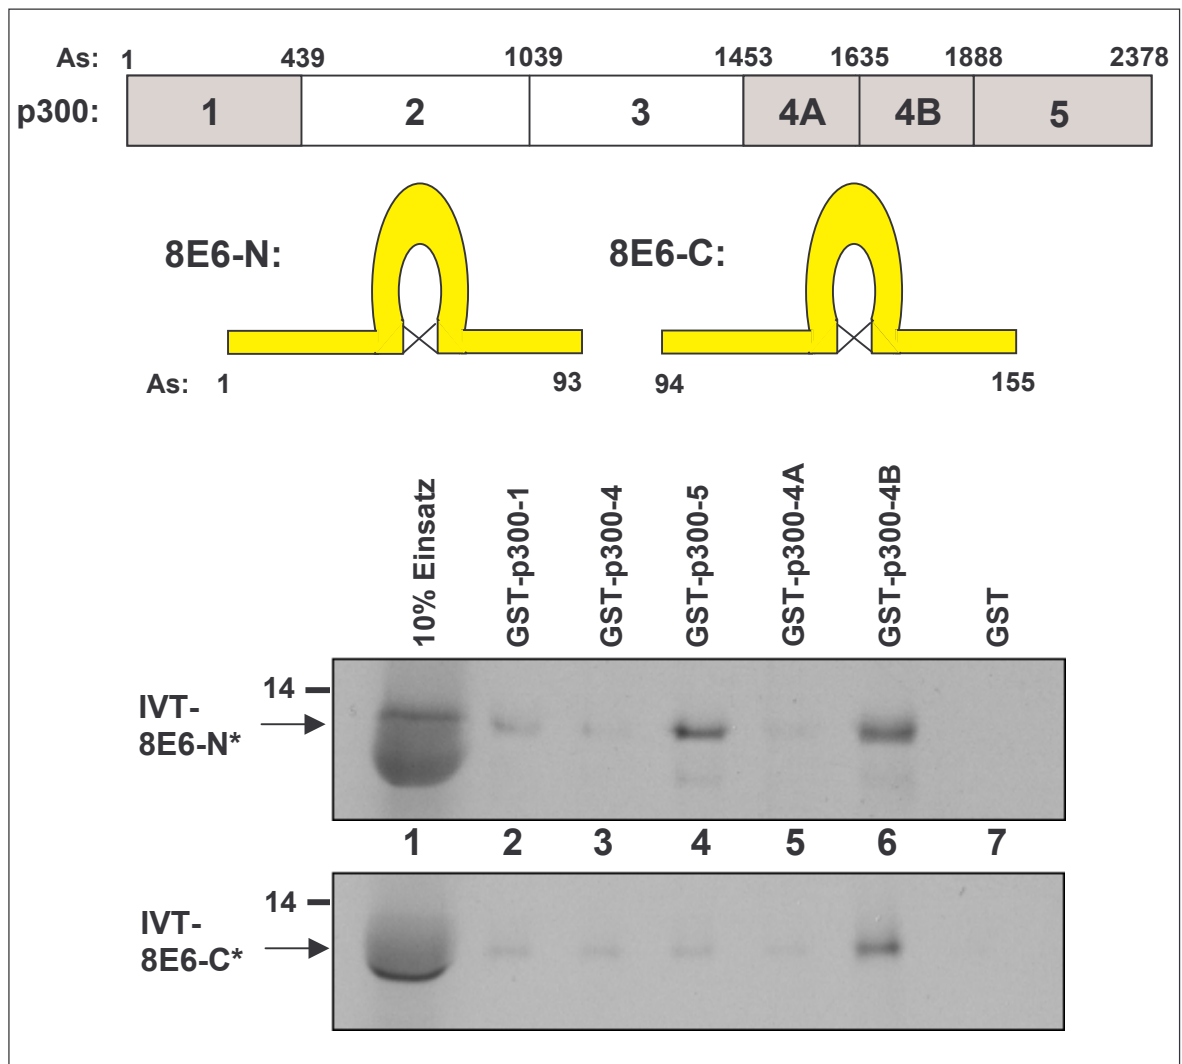 As: 1 439 1039 1453 1635 1888 2378
p300: 1 2 3 4A 4B 5
8E6-N: 8E6-C:
As: 1 93 94 155
10% Einsatz
GST-p300-1
GST-p300-4
GST-p300-5
GST-p300-4A
GST-p300-4B
GST
14
IVT-
8E6-N*
1 2 3 4 5 6 7
14
IVT-
8E6-C*